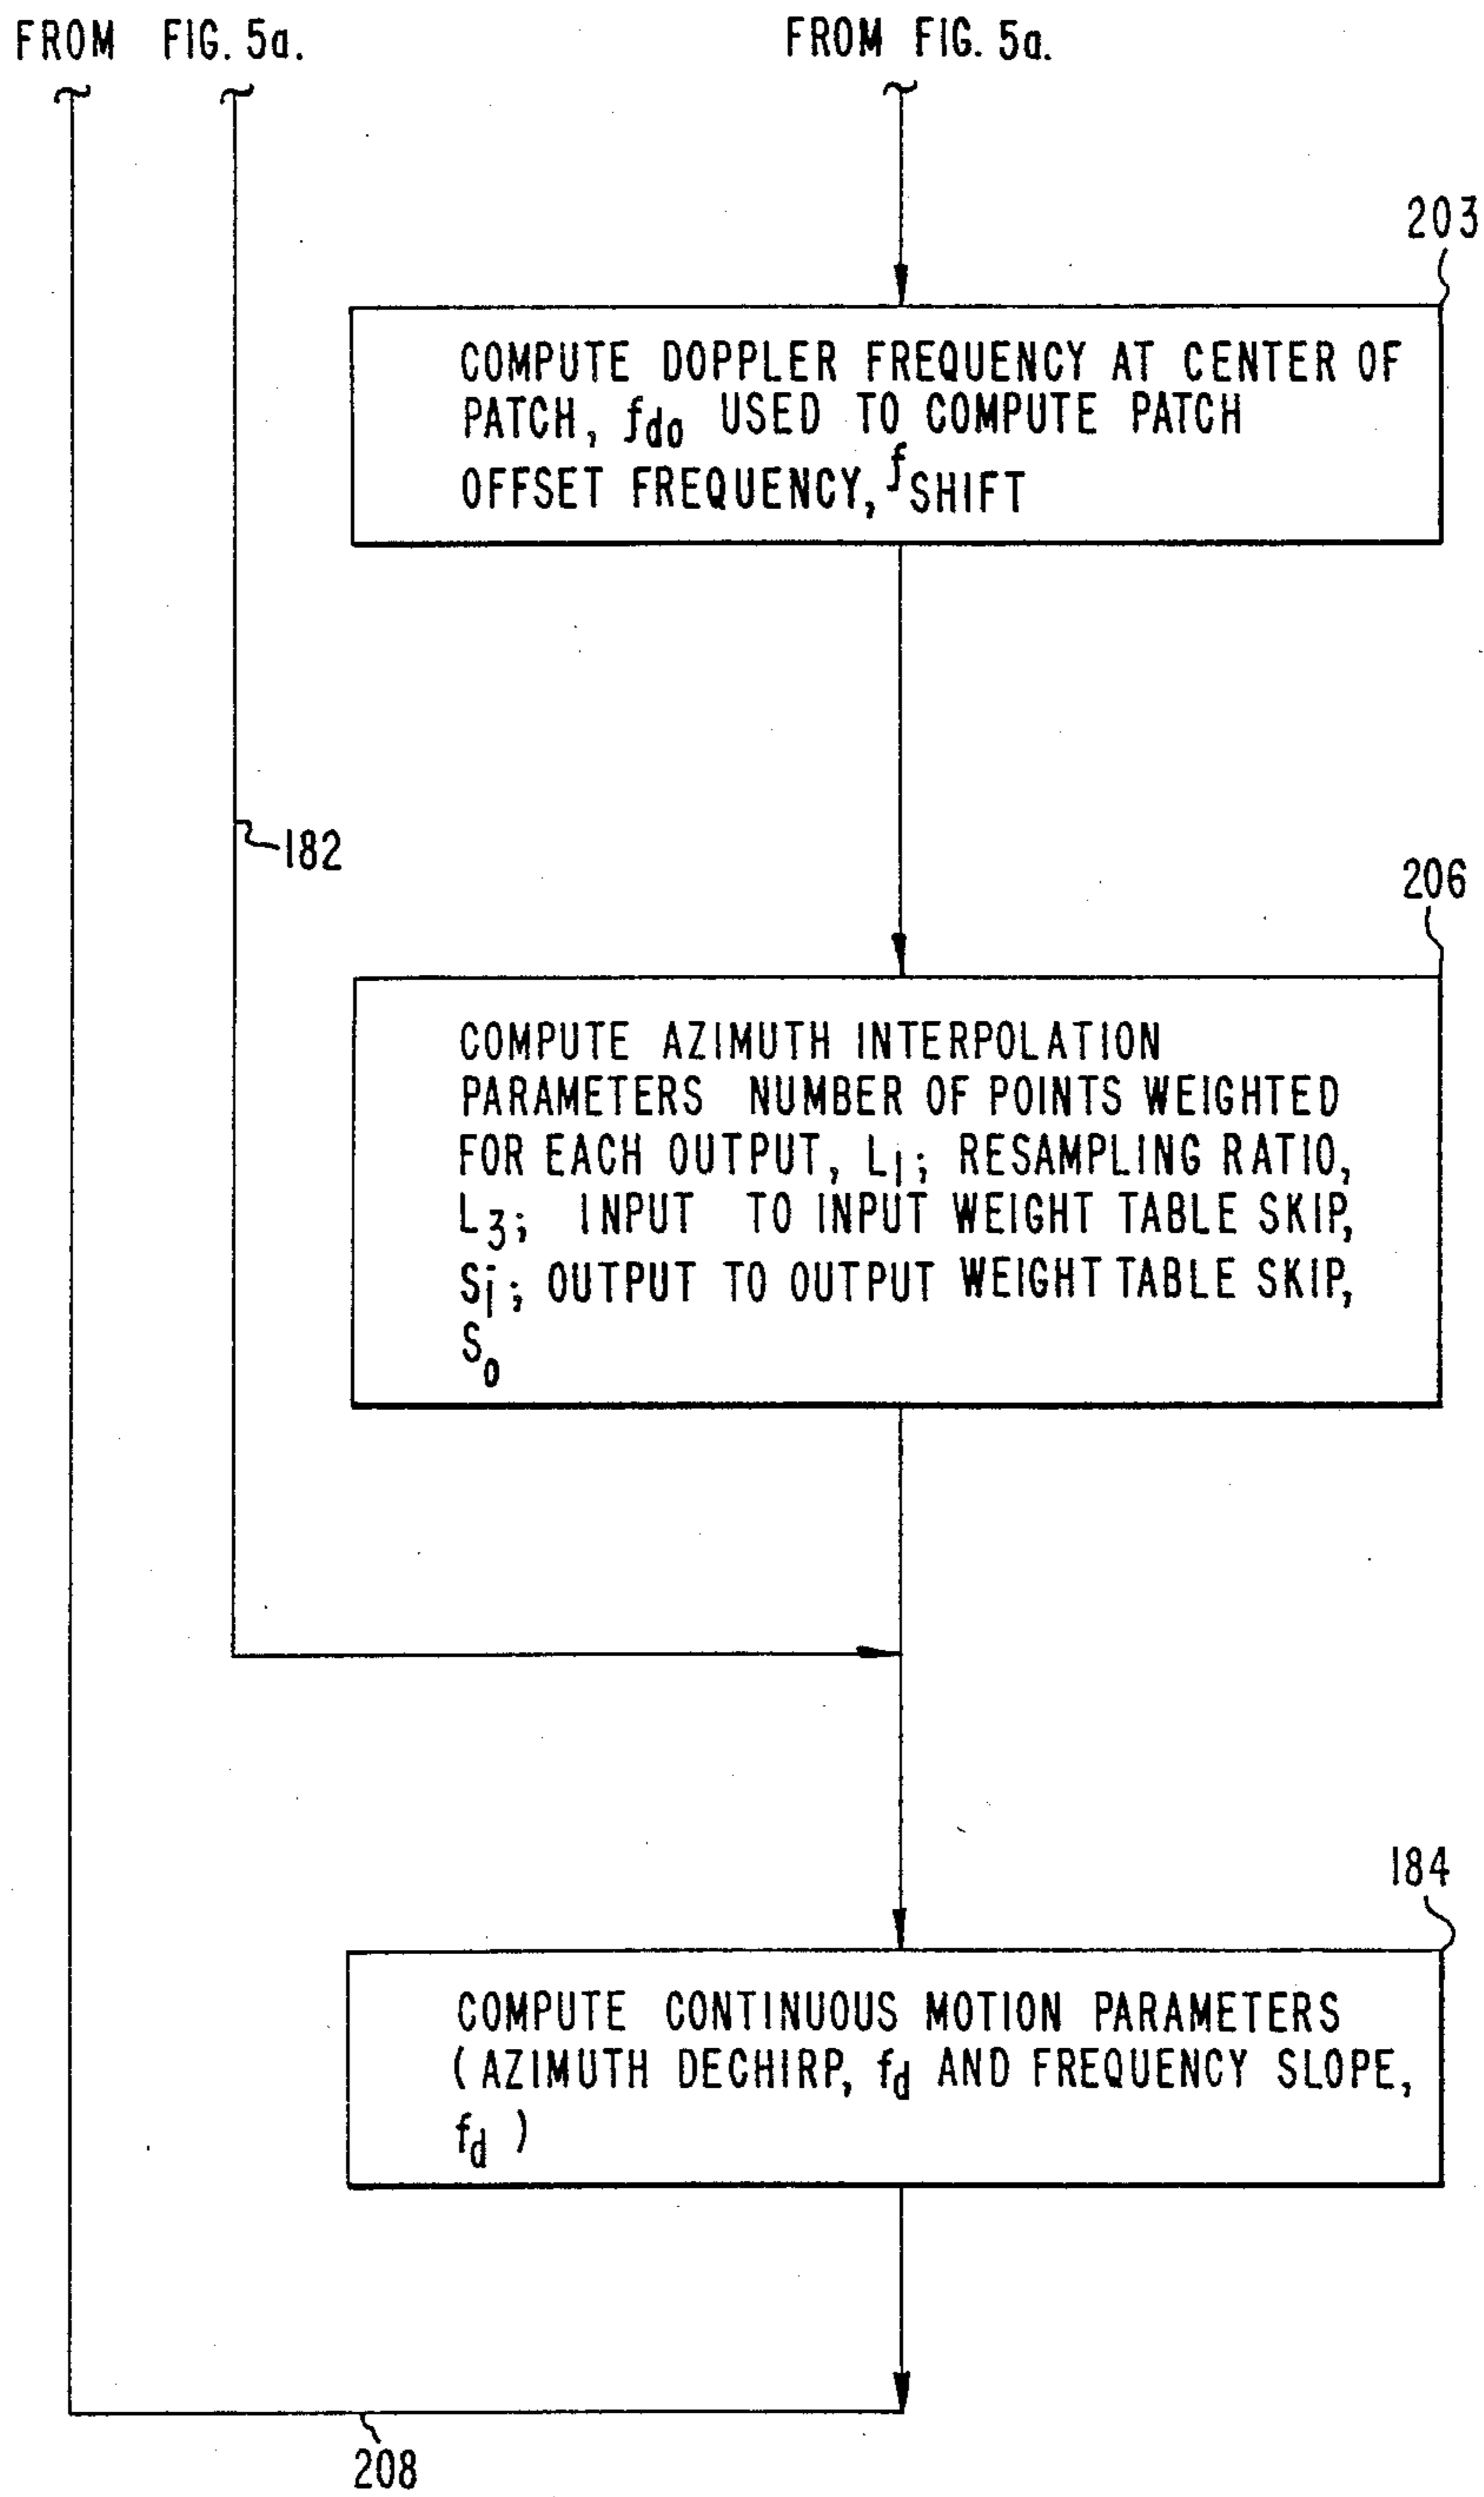 FROM FIG. 5a.
FROM FIG. 5a.
203
COMPUTE DOPPLER FREQUENCY AT CENTER OF
PATCH, fdo USED TO COMPUTE PATCH
OFFSET FREQUENCY, fSHIFT
182
206
COMPUTE AZIMUTH INTERPOLATION
PARAMETERS NUMBER OF POINTS WEIGHTED
FOR EACH OUTPUT, L1; RESAMPLING RATIO,
L3; INPUT TO INPUT WEIGHT TABLE SKIP,
Si; OUTPUT TO OUTPUT WEIGHT TABLE SKIP,
So
184
COMPUTE CONTINUOUS MOTION PARAMETERS
(AZIMUTH DECHIRP, fd AND FREQUENCY SLOPE,
fd )
208